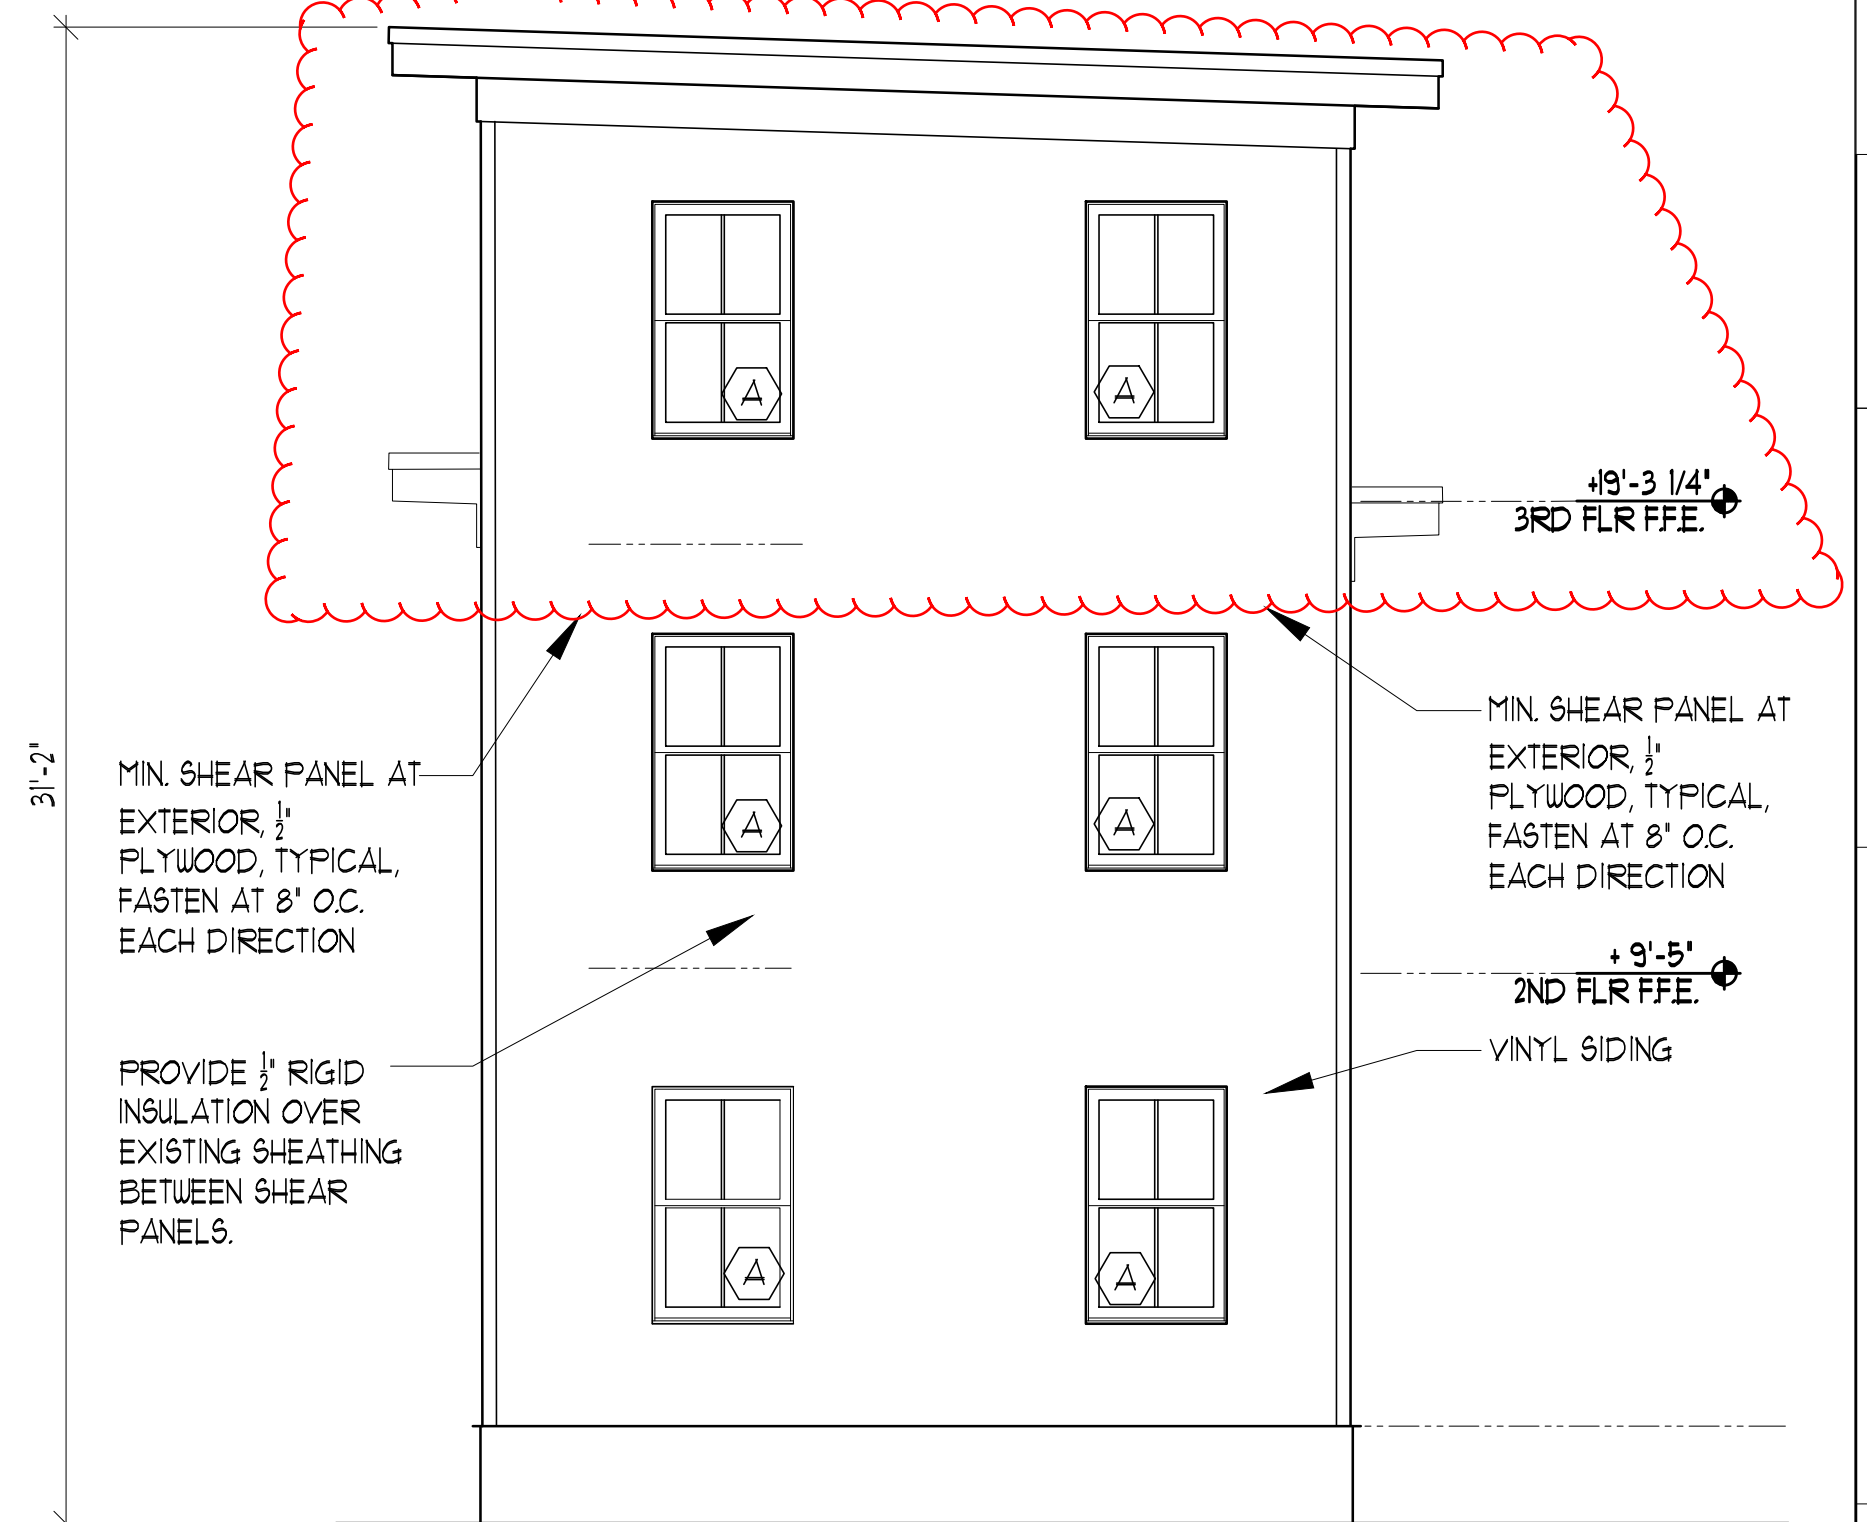 A
A
+19'-3 1/4"
3RD FLR F.F.E.
31'-2"
MIN. SHEAR PANEL AT
EXTERIOR, 1/2"
PLYWOOD, TYPICAL,
FASTEN AT 8" O.C.
EACH DIRECTION
A
A
MIN. SHEAR PANEL AT
EXTERIOR, 1/2"
PLYWOOD, TYPICAL,
FASTEN AT 8" O.C.
EACH DIRECTION
+ 9'-5"
2ND FLR F.F.E.
VINYL SIDING
PROVIDE 1/2" RIGID
INSULATION OVER
EXISTING SHEATHING
BETWEEN SHEAR
PANELS.
A
A